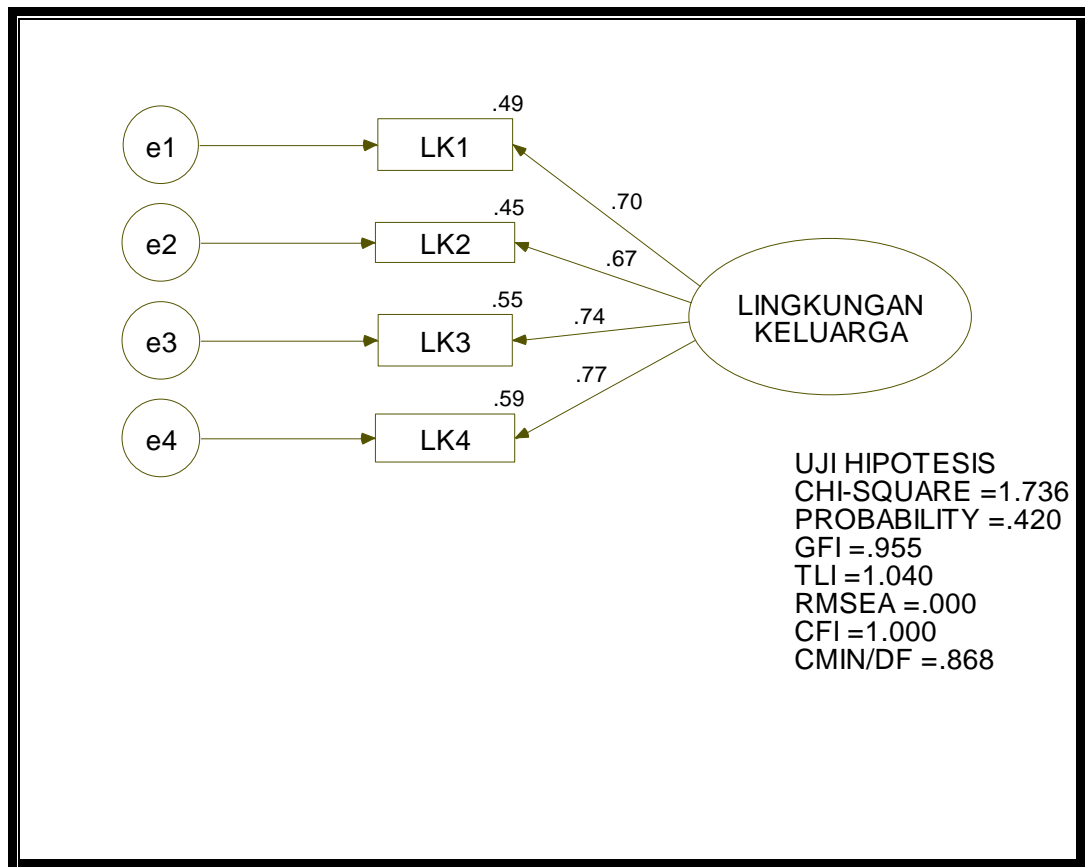 .49
e1
LK1
.70
.45
e2
LK2
.67
.55
e3
LK3
.74
LINGKUNGAN
KELUARGA
.77
.59
e4
LK4
UJI HIPOTESIS
CHI-SQUARE =1.736
PROBABILITY =.420
GFI =.955
TLI =1.040
RMSEA =.000
CFI =1.000
CMIN/DF =.868